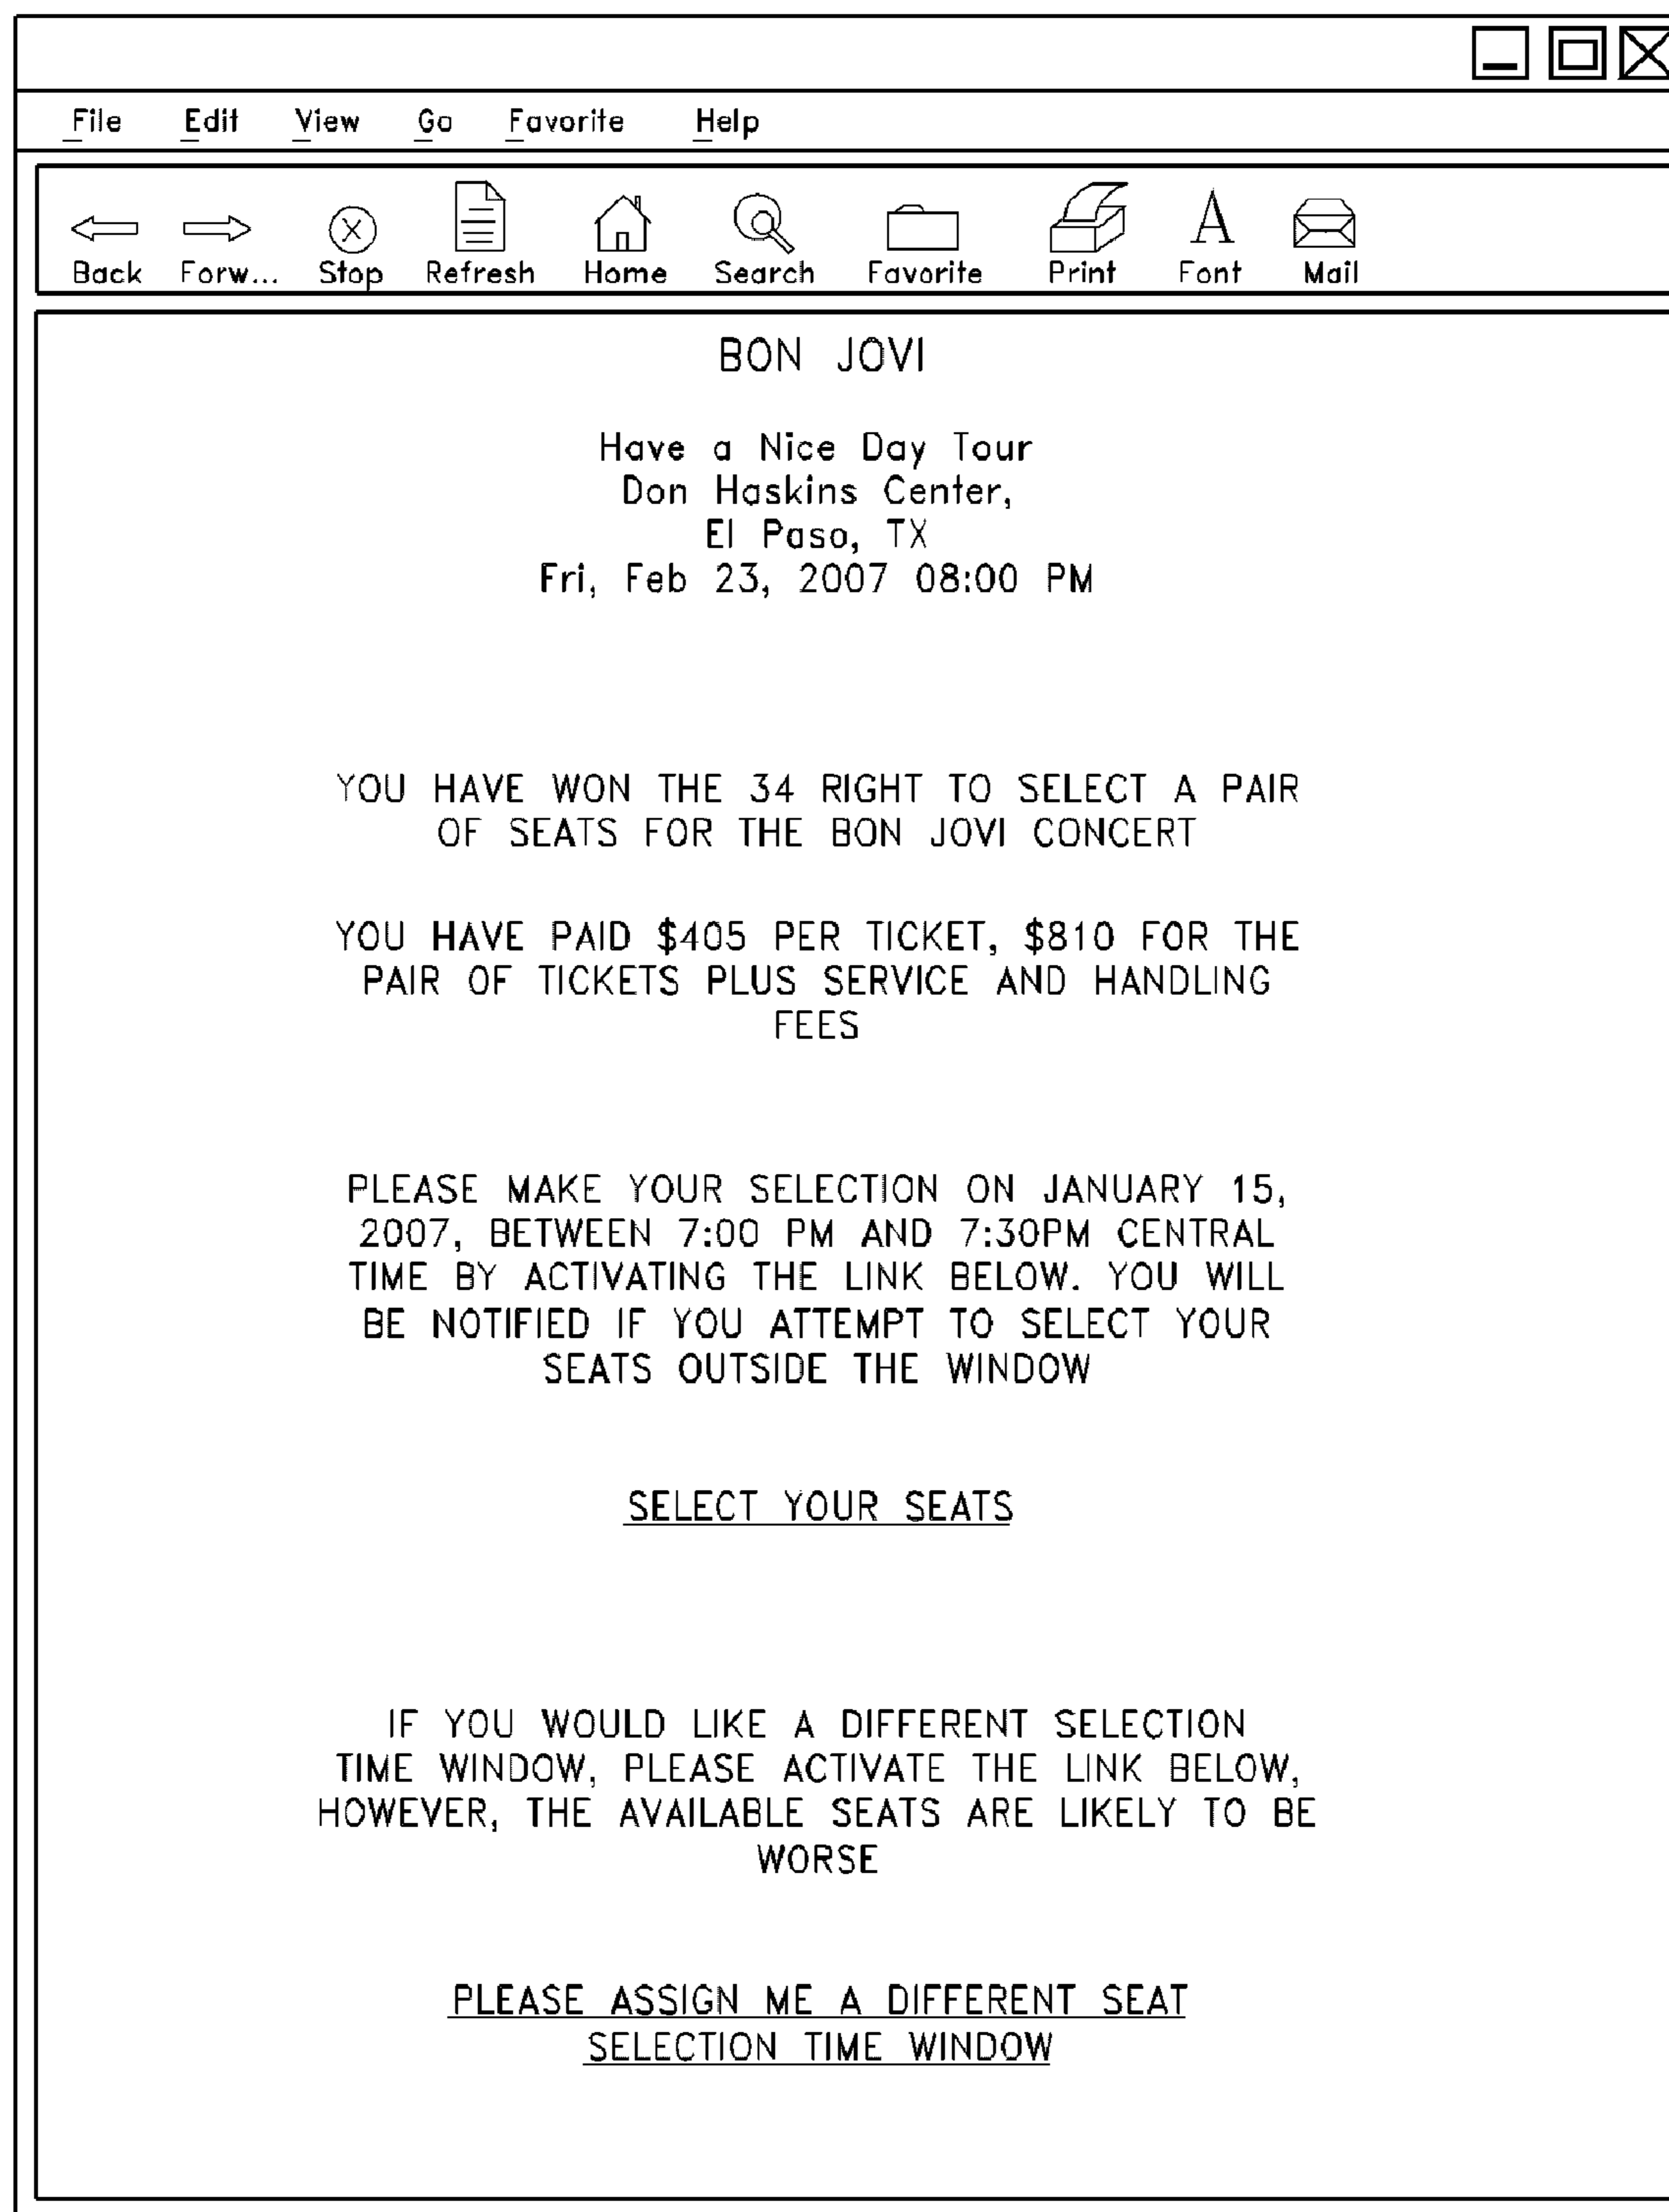 File Edit View Go Favorite Help
Back Forw... Stop Refresh Home Search Favorite Print Font Mail
BON JOVI
Have a Nice Day Tour
Don Haskins Center,
El Paso, TX
Fri, Feb 23, 2007 08:00 PM
YOU HAVE WON THE 34 RIGHT TO SELECT A PAIR
OF SEATS FOR THE BON JOVI CONCERT
YOU HAVE PAID $405 PER TICKET, $810 FOR THE
PAIR OF TICKETS PLUS SERVICE AND HANDLING
FEES
PLEASE MAKE YOUR SELECTION ON JANUARY 15,
2007, BETWEEN 7:00 PM AND 7:30PM CENTRAL
TIME BY ACTIVATING THE LINK BELOW. YOU WILL
BE NOTIFIED IF YOU ATTEMPT TO SELECT YOUR
SEATS OUTSIDE THE WINDOW
SELECT YOUR SEATS
IF YOU WOULD LIKE A DIFFERENT SELECTION
TIME WINDOW, PLEASE ACTIVATE THE LINK BELOW,
HOWEVER, THE AVAILABLE SEATS ARE LIKELY TO BE
WORSE
PLEASE ASSIGN ME A DIFFERENT SEAT
SELECTION TIME WINDOW